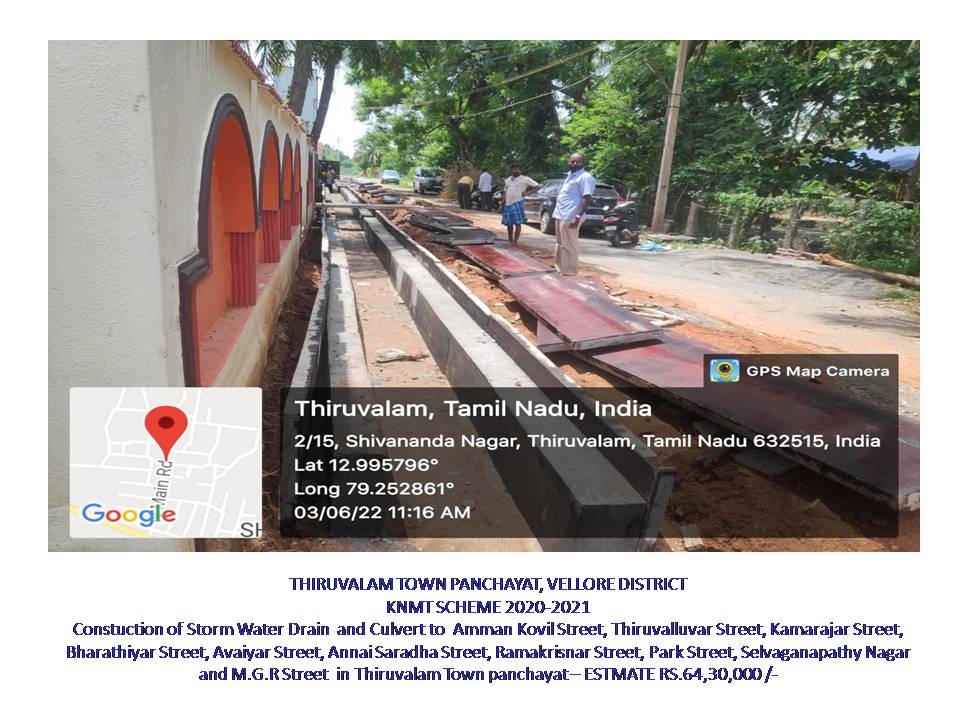 GPS Map Camera
Thiruvalam, Tamil Nadu, India
2/15, Shivananda Nagar, Thiruvalam, Tamil Nadu 632515, India
Lat 12.995796°
Long 79.252861°
03/06/22 11:16 AM
Main Rd
Google
SH
THIRUVALAM TOWN PANCHAYAT, VELLORE DISTRICT
KNMT SCHEME 2020-2021
Constuction of Storm Water Drain and Culvert to Amman Kovil Street, Thiruvalluvar Street, Kamarajar Street,
Bharathiyar Street, Avaiyar Street, Annai Saradha Street, Ramakrisnar Street, Park Street, Selvaganapathy Nagar
and M.G.R Street in Thiruvalam Town panchayat – ESTMATE RS.64,30,000 /-